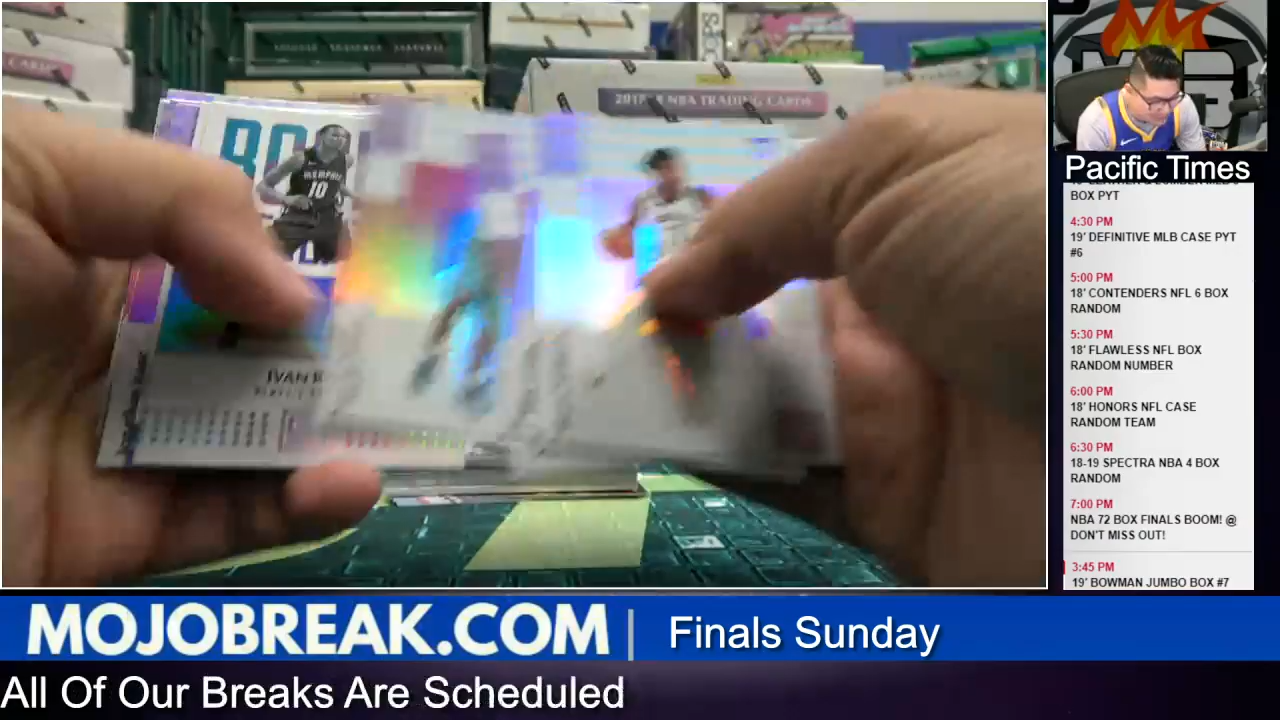 2017-18 NBA TRADING CARDS
MEMPHIS
10
IVAN
Pacific Times
BOX PYT
4:30 PM
19' DEFINITIVE MLB CASE PYT
#6
5:00 PM
18' CONTENDERS NFL 6 BOX
RANDOM
5:30 PM
18' FLAWLESS NFL BOX
RANDOM NUMBER
6:00 PM
18' HONORS NFL CASE
RANDOM TEAM
6:30 PM
18-19 SPECTRA NBA 4 BOX
RANDOM
7:00 PM
NBA 72 BOX FINALS BOOM! @
DON'T MISS OUT!
3:45 PM
19' BOWMAN JUMBO BOX #7
MOJOBREAK.COM
Finals Sunday
All Of Our Breaks Are Scheduled